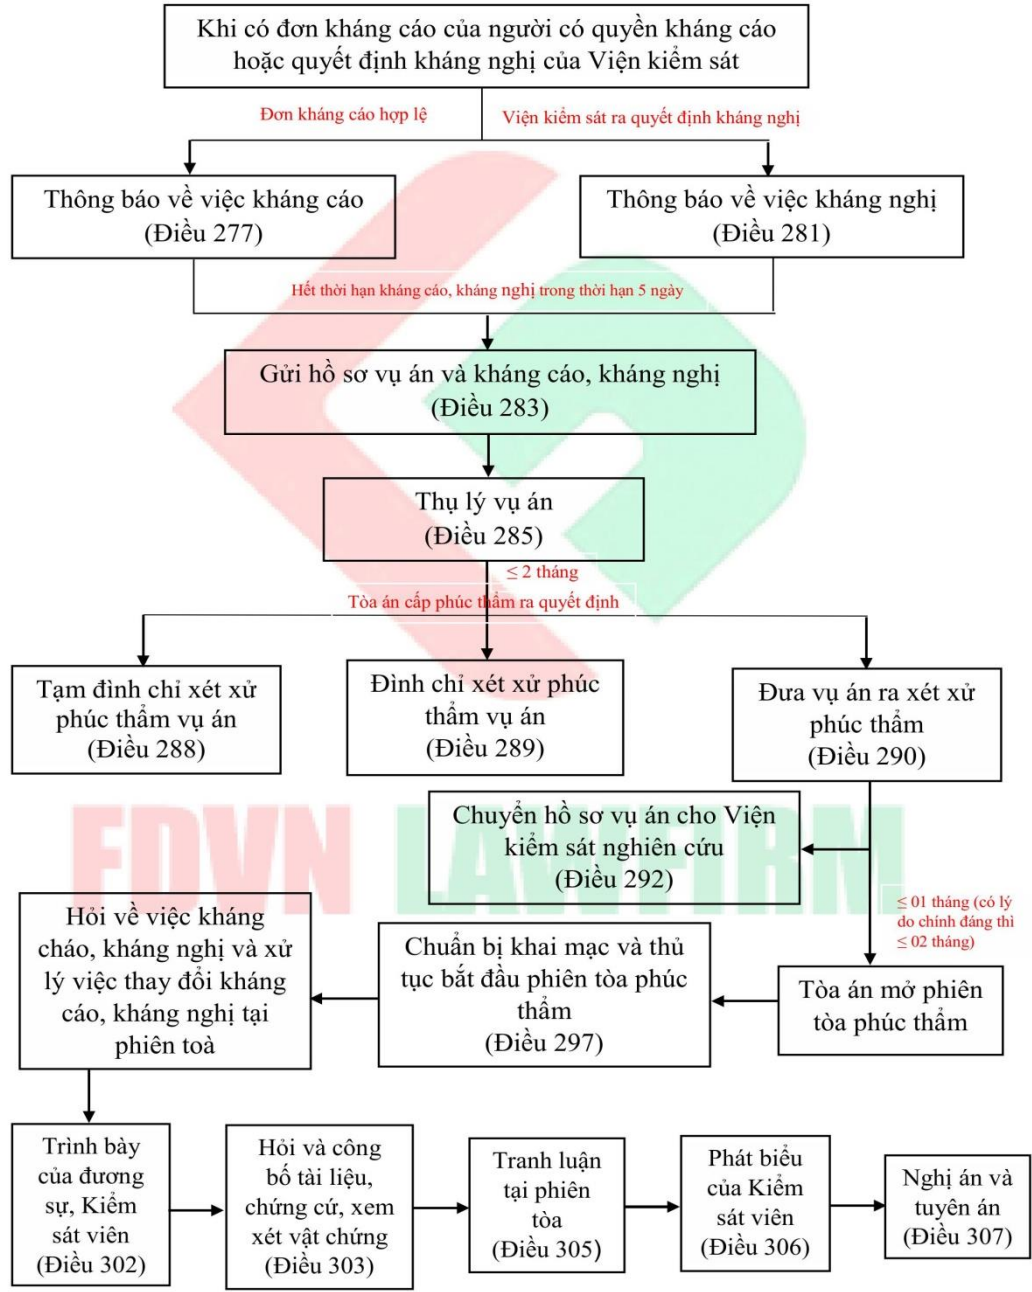 Khi có đơn kháng cáo của người có quyền kháng cáo
hoặc quyết định kháng nghị của Viện kiểm sát
Đơn kháng cáo hợp lệ
Viện kiểm sát ra quyết định kháng nghị
Thông báo về việc kháng cáo
(Điều 277)
Thông báo về việc kháng nghị
(Điều 281)
Hết thời hạn kháng cáo, kháng nghị trong thời hạn 5 ngày
Gửi hồ sơ vụ án và kháng cáo, kháng nghị
(Điều 283)
Thụ lý vụ án
(Điều 285)
≤ 2 tháng
Tòa án cấp phúc thẩm ra quyết định
Tạm đình chỉ xét xử
phúc thẩm vụ án
(Điều 288)
Đình chỉ xét xử phúc
thẩm vụ án
(Điều 289)
Đưa vụ án ra xét xử
phúc thẩm
(Điều 290)
Chuyển hồ sơ vụ án cho Viện
kiểm sát nghiên cứu
(Điều 292)
FDVN LAWFIRM
≤ 01 tháng (có lý
do chính đáng thì
≤ 02 tháng)
Tòa án mở phiên
tòa phúc thẩm
Chuẩn bị khai mạc và thủ
tục bắt đầu phiên tòa phúc
thẩm
(Điều 297)
Hỏi về việc kháng
cháo, kháng nghị và xử
lý việc thay đổi kháng
cáo, kháng nghị tại
phiên toà
Trình bày
của đương
sự, Kiểm
sát viên
(Điều 302)
Hỏi và công
bố tài liệu,
chứng cứ, xem
xét vật chứng
(Điều 303)
Tranh luận
tại phiên
tòa
(Điều 305)
Phát biểu
của Kiểm
sát viên
(Điều 306)
Nghị án và
tuyên án
(Điều 307)